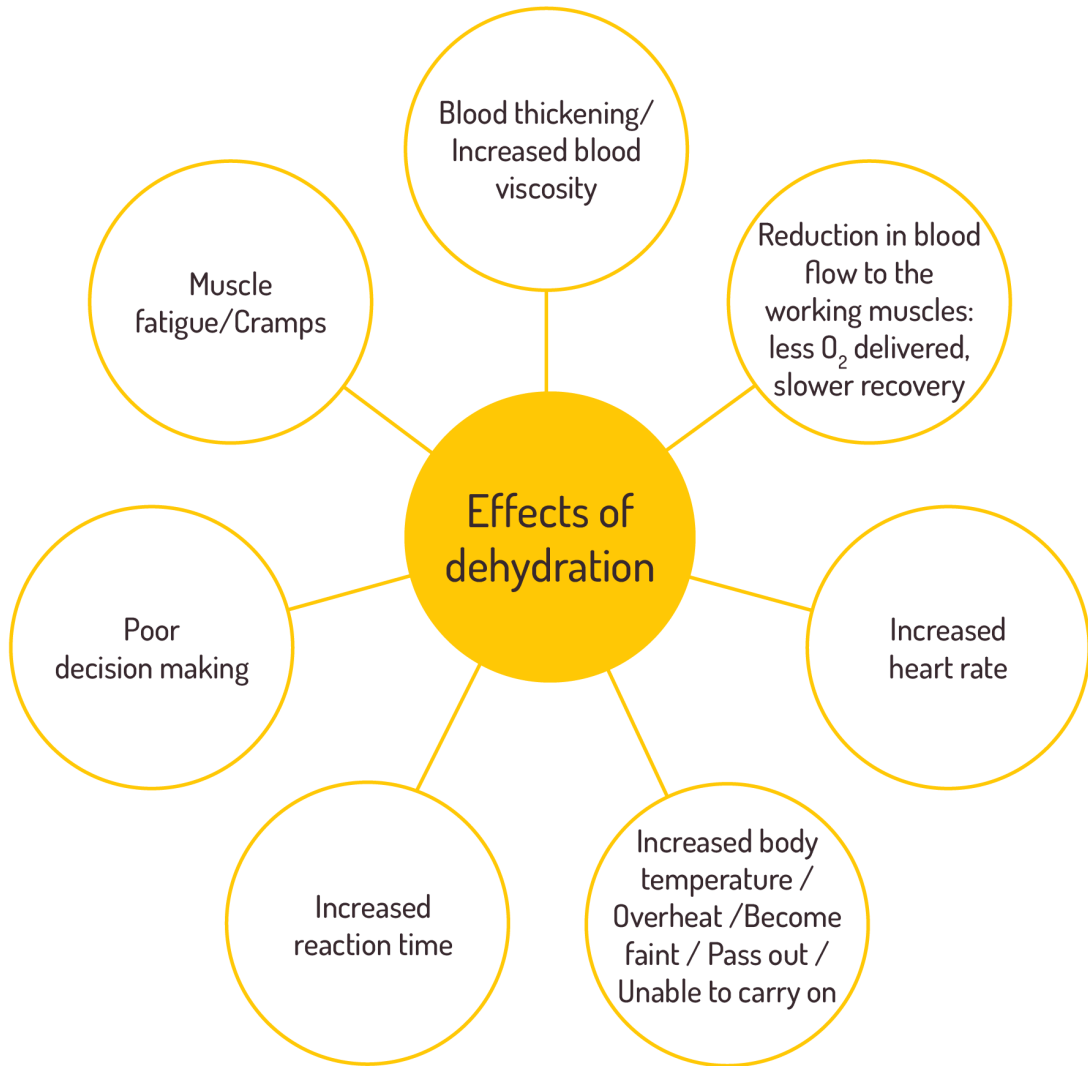 Effects of
dehydration
Blood thickening/
Increased blood
viscosity
Reduction in blood
flow to the
working muscles:
less O₂ delivered,
slower recovery
Increased
heart rate
Increased body
temperature /
Overheat /Become
faint / Pass out /
Unable to carry on
Increased
reaction time
Poor
decision making
Muscle
fatigue/Cramps